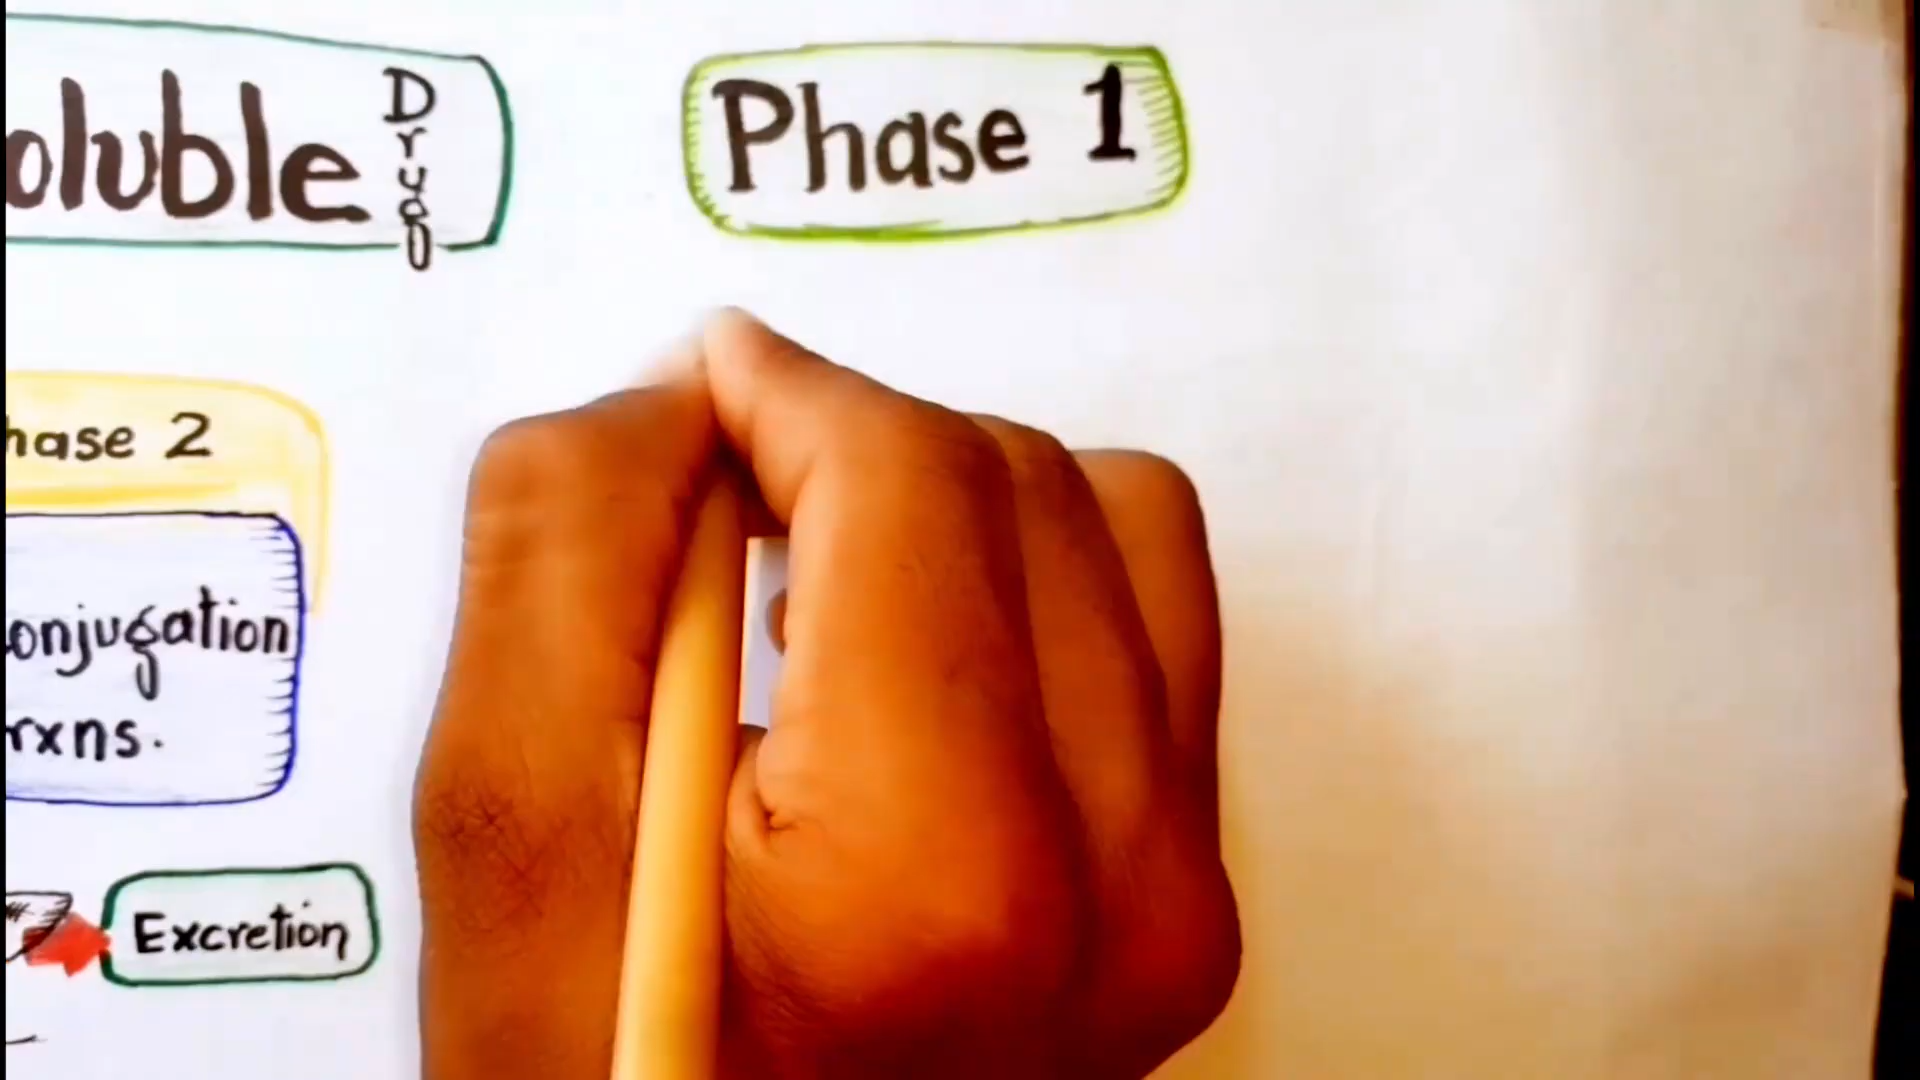 oluble Drug
Phase 1
hase 2
onjugation
rxns.
Excretion